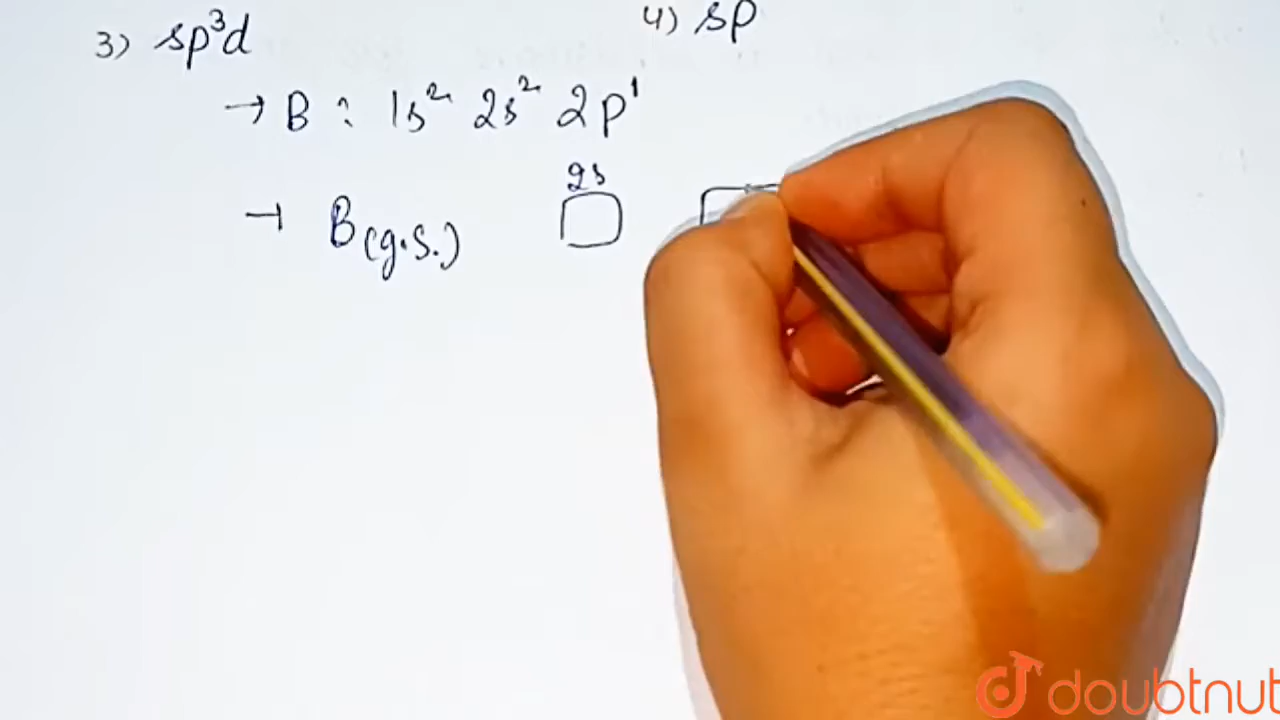 3) sp³d 4) sp
→ B : 1s² 2s² 2p¹
2s
→ B(g.s.)
doubtnut